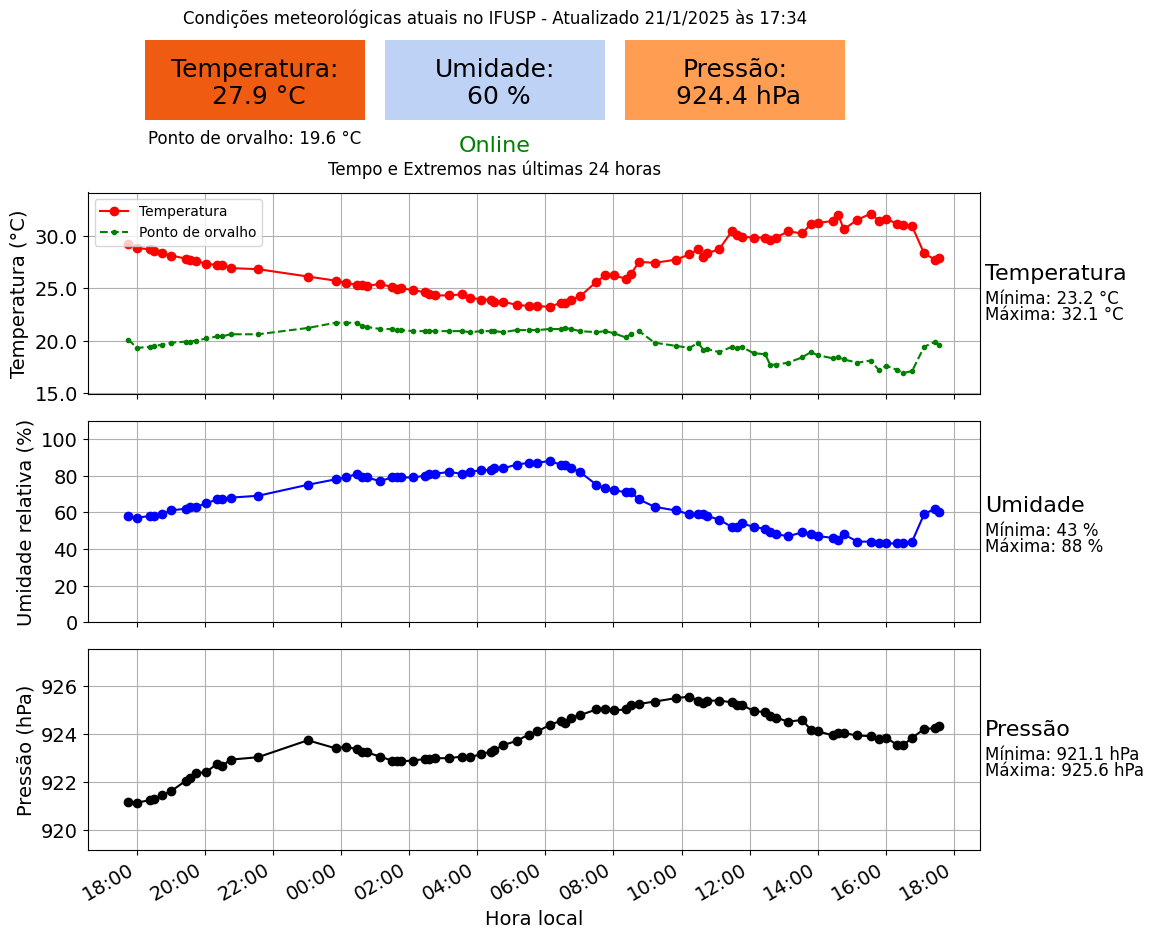 Condições meteorológicas atuais no IFUSP - Atualizado 21/1/2025 às 17:34
Temperatura:
27.9 °C
Umidade:
60 %
Pressão:
924.4 hPa
Ponto de orvalho: 19.6 °C
Online
Tempo e Extremos nas últimas 24 horas
Temperatura (°C)
30.0
25.0
20.0
15.0
Temperatura
Ponto de orvalho
Temperatura
Mínima: 23.2 °C
Máxima: 32.1 °C
Umidade relativa (%)
100
80
60
40
20
0
Umidade
Mínima: 43 %
Máxima: 88 %
Pressão (hPa)
926
924
922
920
Pressão
Mínima: 921.1 hPa
Máxima: 925.6 hPa
18:00 20:00 22:00 00:00 02:00 04:00 06:00 08:00 10:00 12:00 14:00 16:00 18:00
Hora local